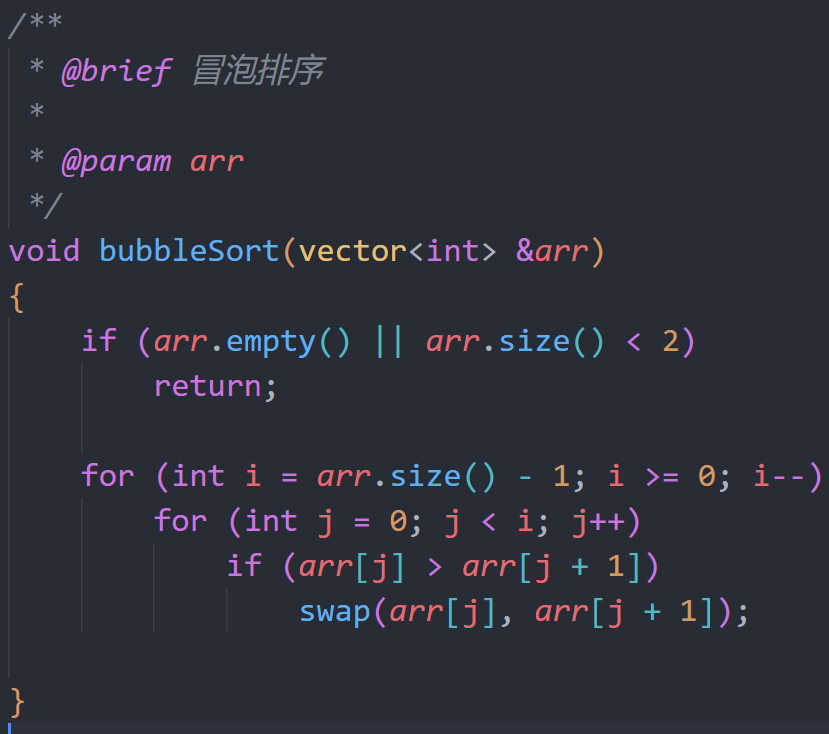 /**
 * @brief 冒泡排序
 *
 * @param arr
 */
void bubbleSort(vector<int> &arr)
{
    if (arr.empty() || arr.size() < 2)
        return;

    for (int i = arr.size() - 1; i >= 0; i--)
        for (int j = 0; j < i; j++)
            if (arr[j] > arr[j + 1])
                swap(arr[j], arr[j + 1]);

}